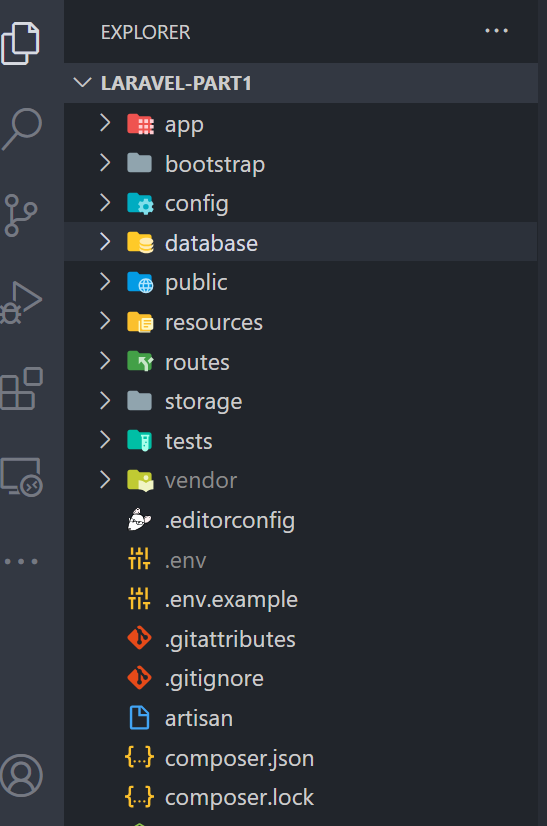 EXPLORER
LARAVEL-PART1
app
bootstrap
config
database
public
resources
routes
storage
tests
vendor
.editorconfig
.env
.env.example
.gitattributes
.gitignore
artisan
composer.json
composer.lock